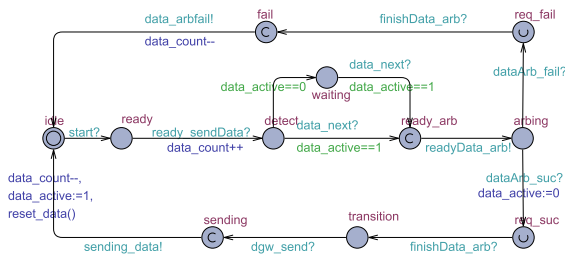 fail
req_fail
data_arbfail!
finishData_arb?
C
U
data_count--
data_next?
dataArb_fail?
data_active==0
data_active==1
waiting
idle
ready
detect
ready_arb
arbing
start?
ready_sendData?
data_next?
C
data_count++
data_active==1
readyData_arb!
data_count--,
data_active:=1,
reset_data()
dataArb_suc?
data_active:=0
sending
transition
req_suc
C
U
sending_data!
dgw_send?
finishData_arb?